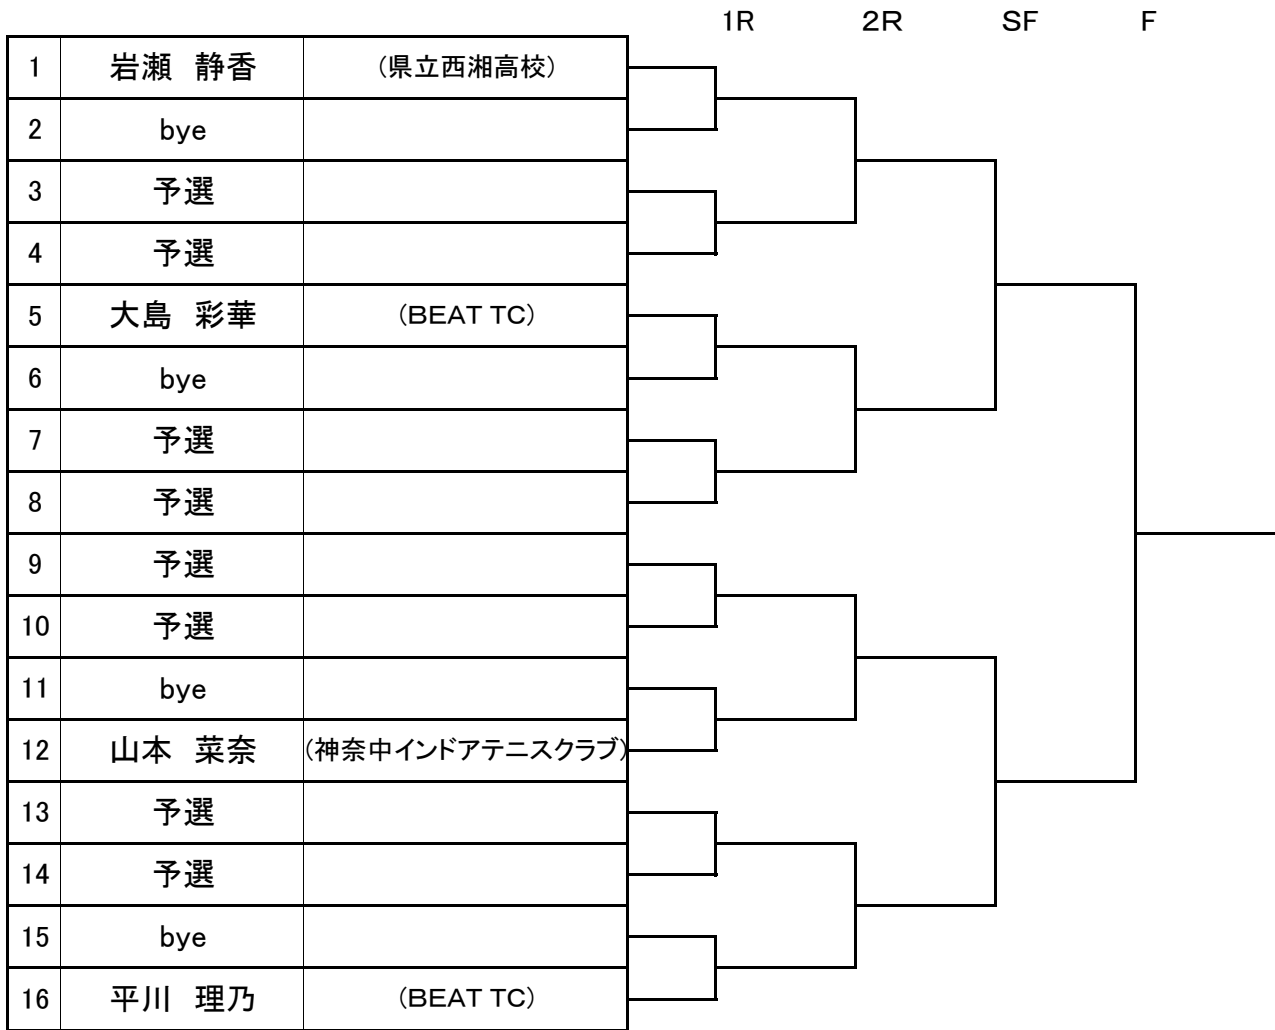 1R 2R SF F
1 岩瀬 静香 (県立西湘高校)
2 bye
3 予選
4 予選
5 大島 彩華 (BEAT TC)
6 bye
7 予選
8 予選
9 予選
10 予選
11 bye
12 山本 菜奈 (神奈中インドアテニスクラブ)
13 予選
14 予選
15 bye
16 平川 理乃 (BEAT TC)